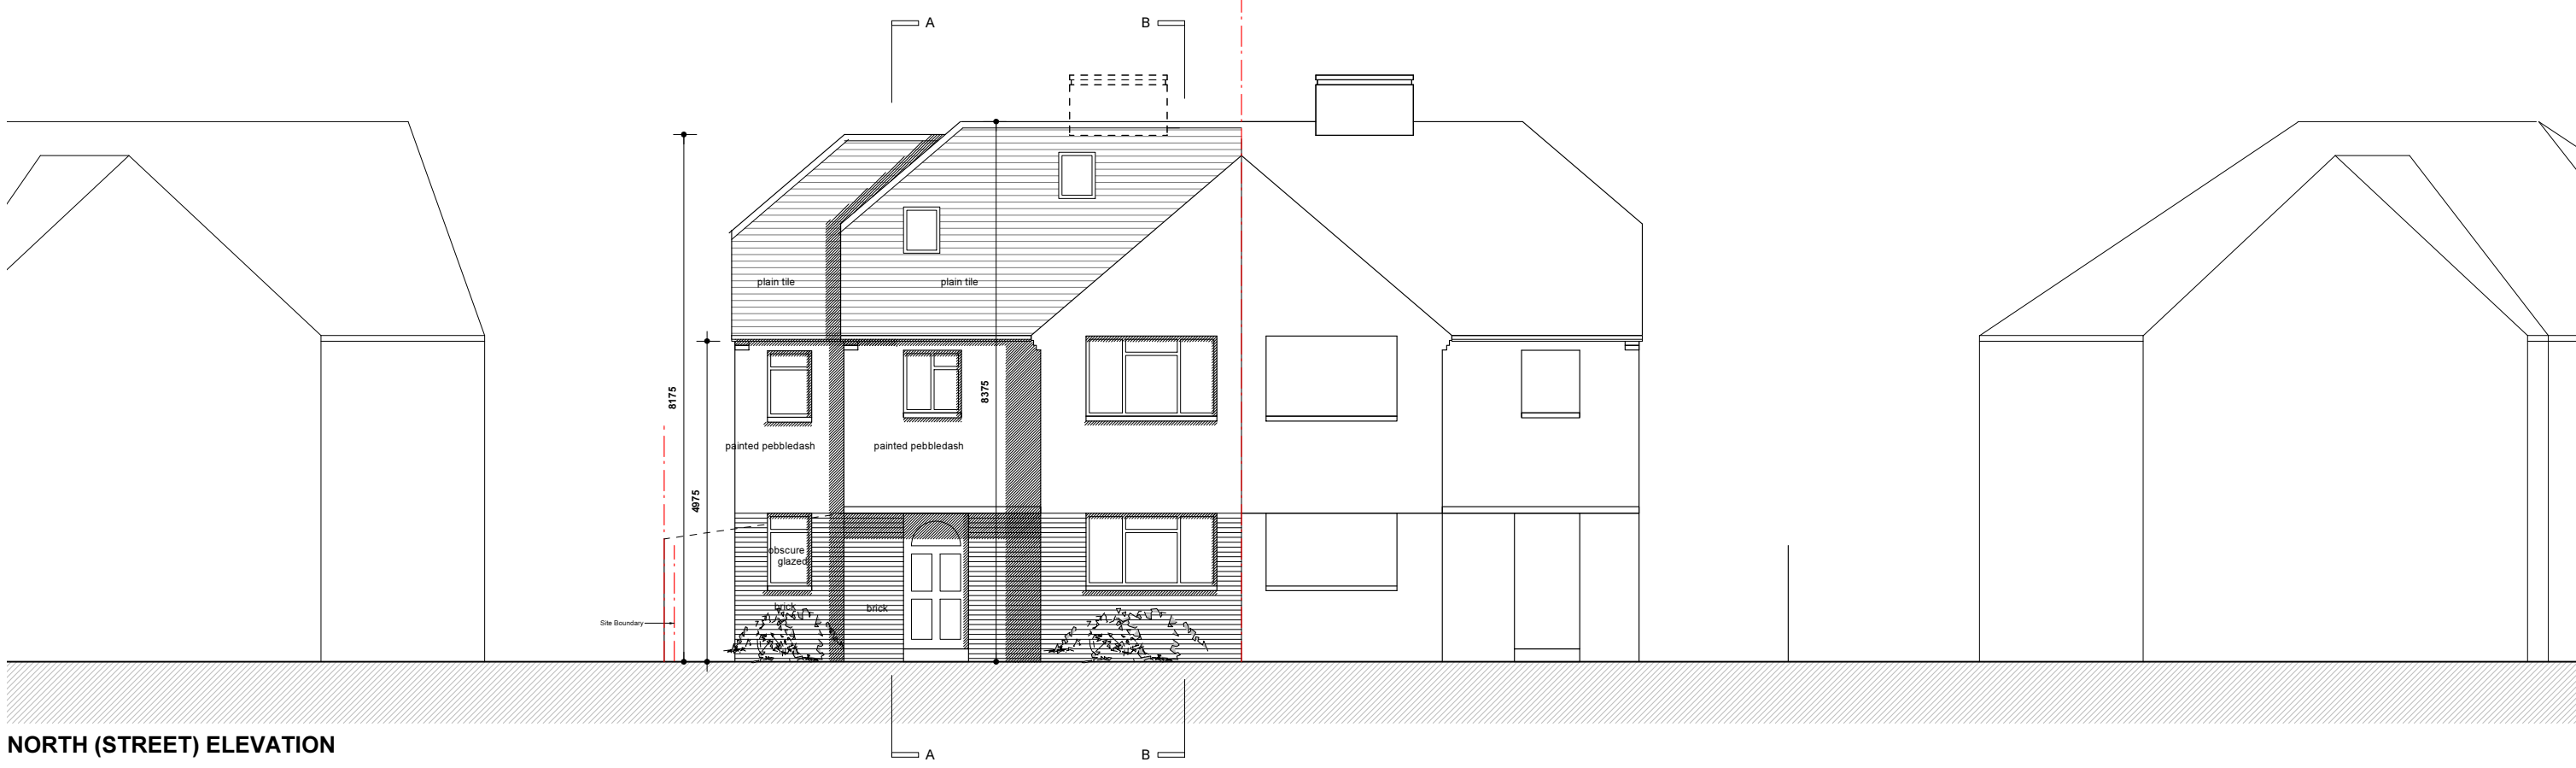 A
B
plain tile
plain tile
8175
8375
4975
painted pebbledash
painted pebbledash
obscure
glazed
brick
brick
Site Boundary
NORTH (STREET) ELEVATION
A
B